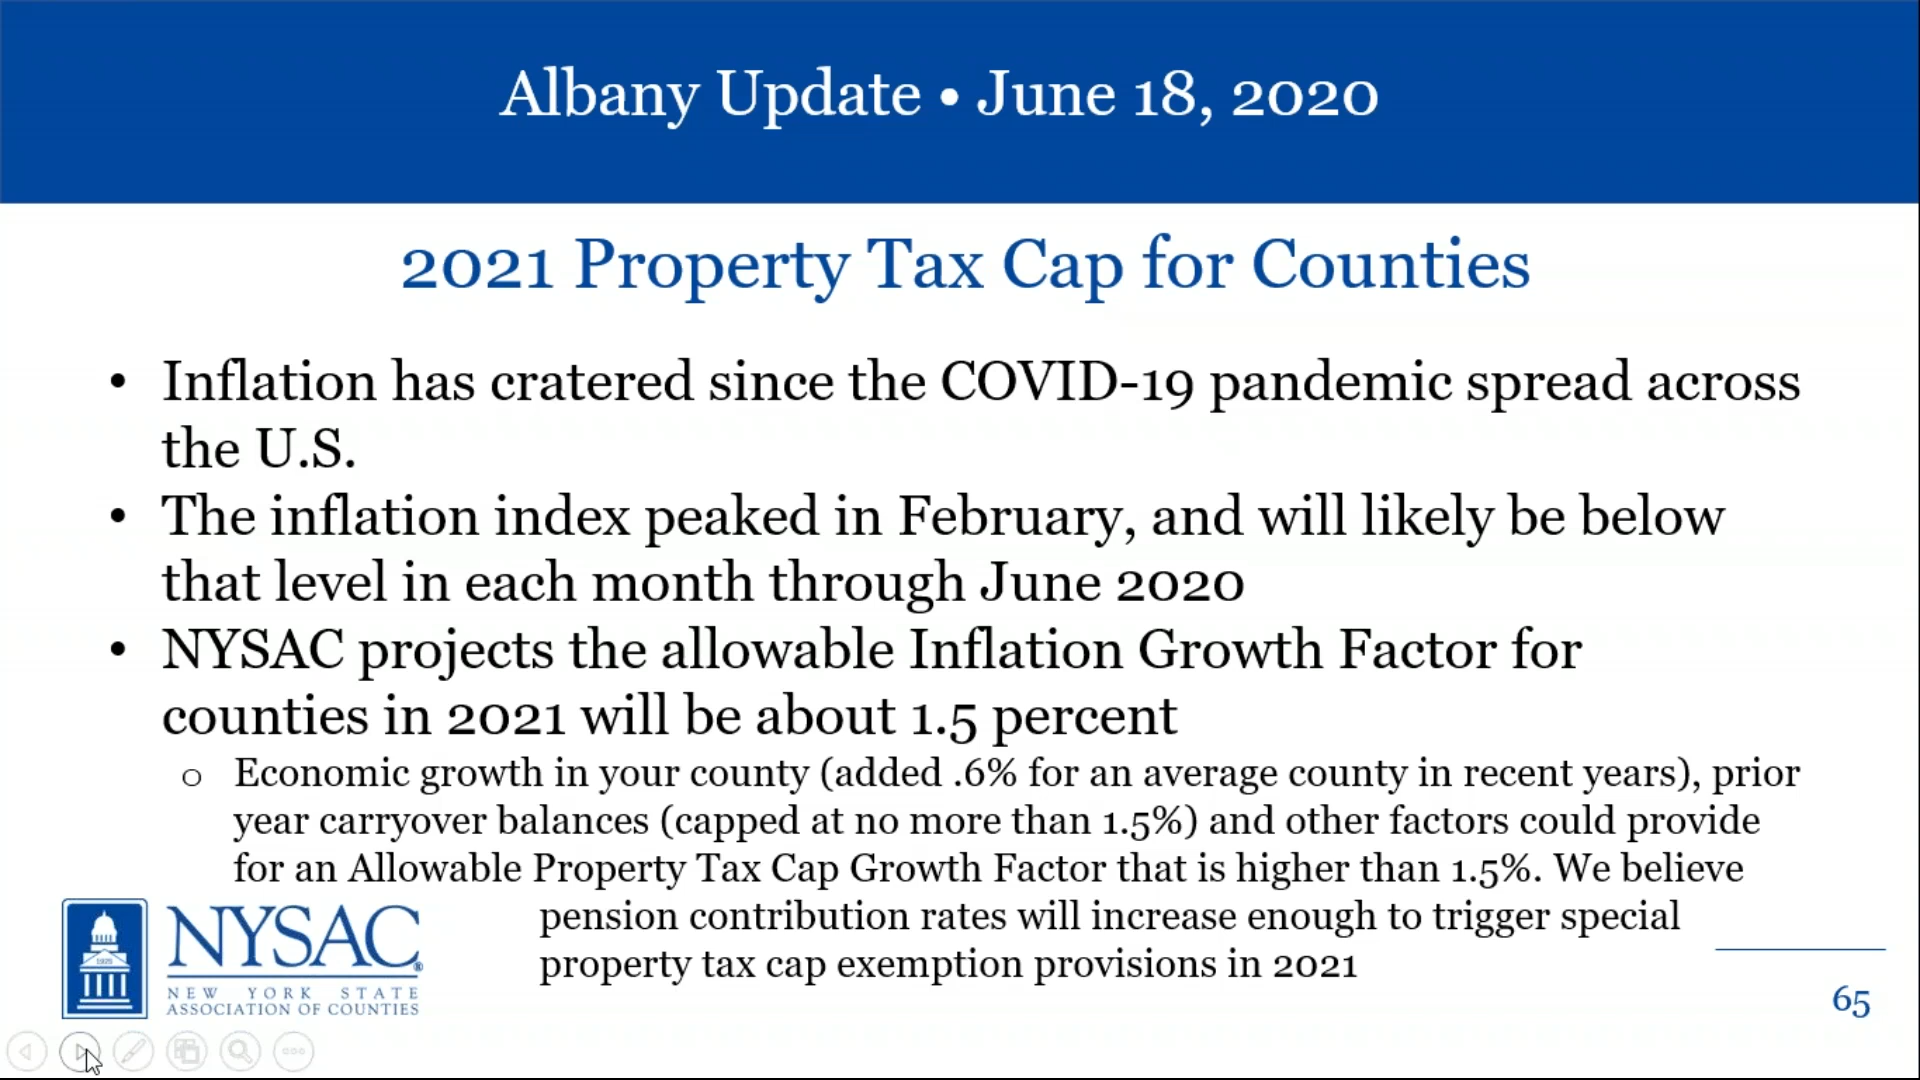 Albany Update • June 18, 2020
2021 Property Tax Cap for Counties
• Inflation has cratered since the COVID-19 pandemic spread across
the U.S.
• The inflation index peaked in February, and will likely be below
that level in each month through June 2020
• NYSAC projects the allowable Inflation Growth Factor for
counties in 2021 will be about 1.5 percent
o Economic growth in your county (added .6% for an average county in recent years), prior
year carryover balances (capped at no more than 1.5%) and other factors could provide
for an Allowable Property Tax Cap Growth Factor that is higher than 1.5%. We believe
pension contribution rates will increase enough to trigger special
property tax cap exemption provisions in 2021
1925
NYSAC®
NEW YORK STATE
ASSOCIATION OF COUNTIES
65